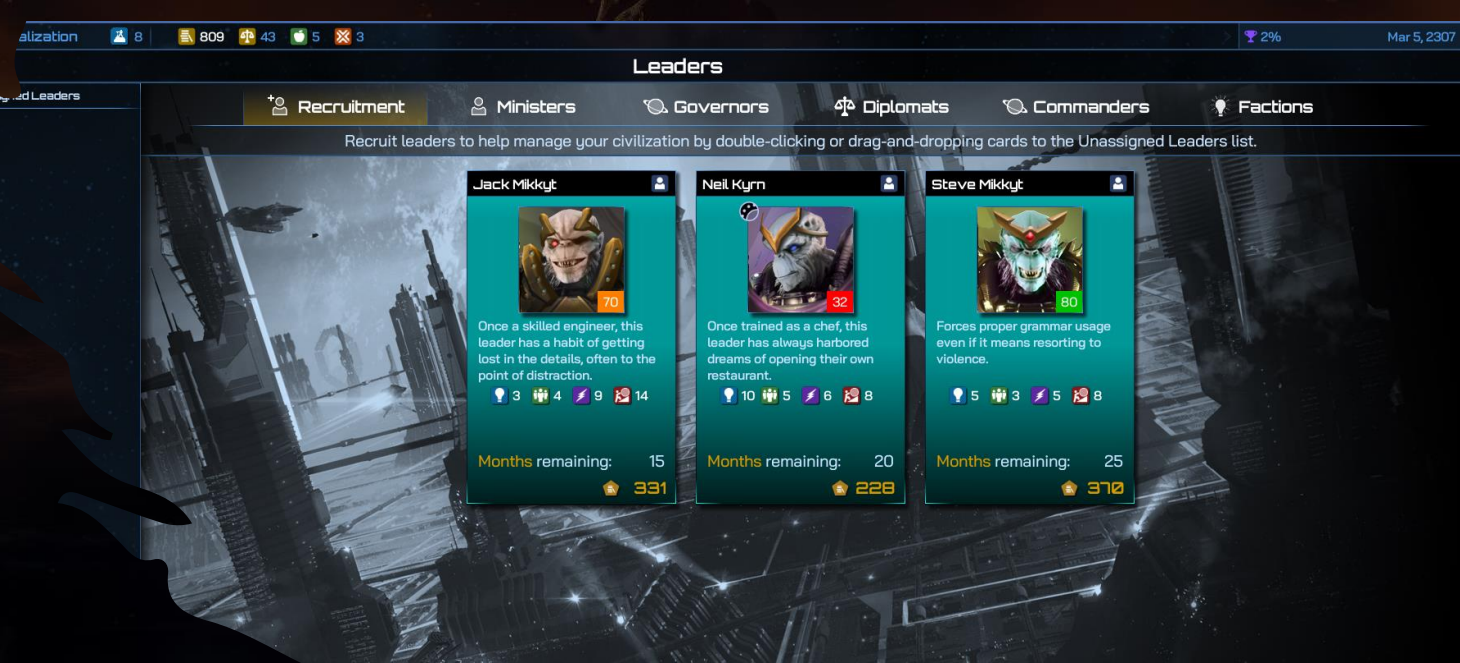 alization 8 809 43 5 3 2% Mar 5, 2307
Leaders
ed Leaders
Recruitment Ministers Governors Diplomats Commanders Factions
Recruit leaders to help manage your civilization by double-clicking or drag-and-dropping cards to the Unassigned Leaders list.
Jack Mikkyt
70
Once a skilled engineer, this
leader has a habit of getting
lost in the details, often to the
point of distraction.
3 4 9 14
Months remaining: 15
331
Neil Kyrn
32
Once trained as a chef, this
leader has always harbored
dreams of opening their own
restaurant.
10 5 6 8
Months remaining: 20
228
Steve Mikkyt
80
Forces proper grammar usage
even if it means resorting to
violence.
5 3 5 8
Months remaining: 25
370